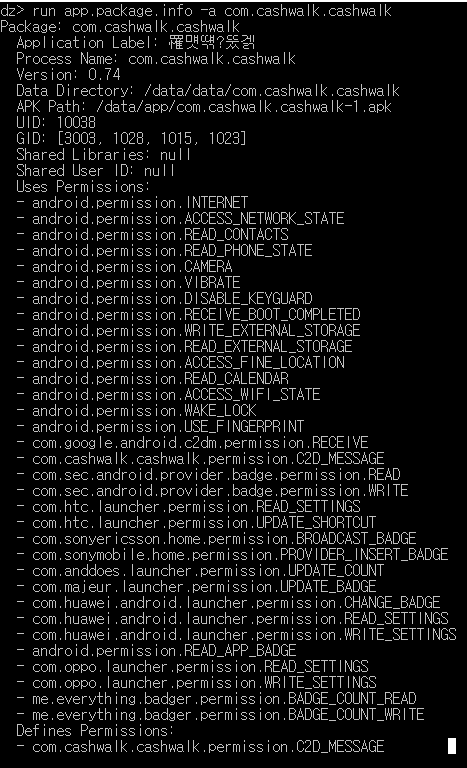 dz> run app.package.info -a com.cashwalk.cashwalk
Package: com.cashwalk.cashwalk
Application Label: ?
Process Name: com.cashwalk.cashwalk
Version: 0.74
Data Directory: /data/data/com.cashwalk.cashwalk
APK Path: /data/app/com.cashwalk.cashwalk-1.apk
UID: 10038
GID: [3003, 1028, 1015, 1023]
Shared Libraries: null
Shared User ID: null
Uses Permissions:
- android.permission.INTERNET
- android.permission.ACCESS_NETWORK_STATE
- android.permission.READ_CONTACTS
- android.permission.READ_PHONE_STATE
- android.permission.CAMERA
- android.permission.VIBRATE
- android.permission.DISABLE_KEYGUARD
- android.permission.RECEIVE_BOOT_COMPLETED
- android.permission.WRITE_EXTERNAL_STORAGE
- android.permission.READ_EXTERNAL_STORAGE
- android.permission.ACCESS_FINE_LOCATION
- android.permission.READ_CALENDAR
- android.permission.ACCESS_WIFI_STATE
- android.permission.WAKE_LOCK
- android.permission.USE_FINGERPRINT
- com.google.android.c2dm.permission.RECEIVE
- com.cashwalk.cashwalk.permission.C2D_MESSAGE
- com.sec.android.provider.badge.permission.READ
- com.sec.android.provider.badge.permission.WRITE
- com.htc.launcher.permission.READ_SETTINGS
- com.htc.launcher.permission.UPDATE_SHORTCUT
- com.sonyericsson.home.permission.BROADCAST_BADGE
- com.sonymobile.home.permission.PROVIDER_INSERT_BADGE
- com.anddoes.launcher.permission.UPDATE_COUNT
- com.majeur.launcher.permission.UPDATE_BADGE
- com.huawei.android.launcher.permission.CHANGE_BADGE
- com.huawei.android.launcher.permission.READ_SETTINGS
- com.huawei.android.launcher.permission.WRITE_SETTINGS
- android.permission.READ_APP_BADGE
- com.oppo.launcher.permission.READ_SETTINGS
- com.oppo.launcher.permission.WRITE_SETTINGS
- me.everything.badger.permission.BADGE_COUNT_READ
- me.everything.badger.permission.BADGE_COUNT_WRITE
Defines Permissions:
- com.cashwalk.cashwalk.permission.C2D_MESSAGE